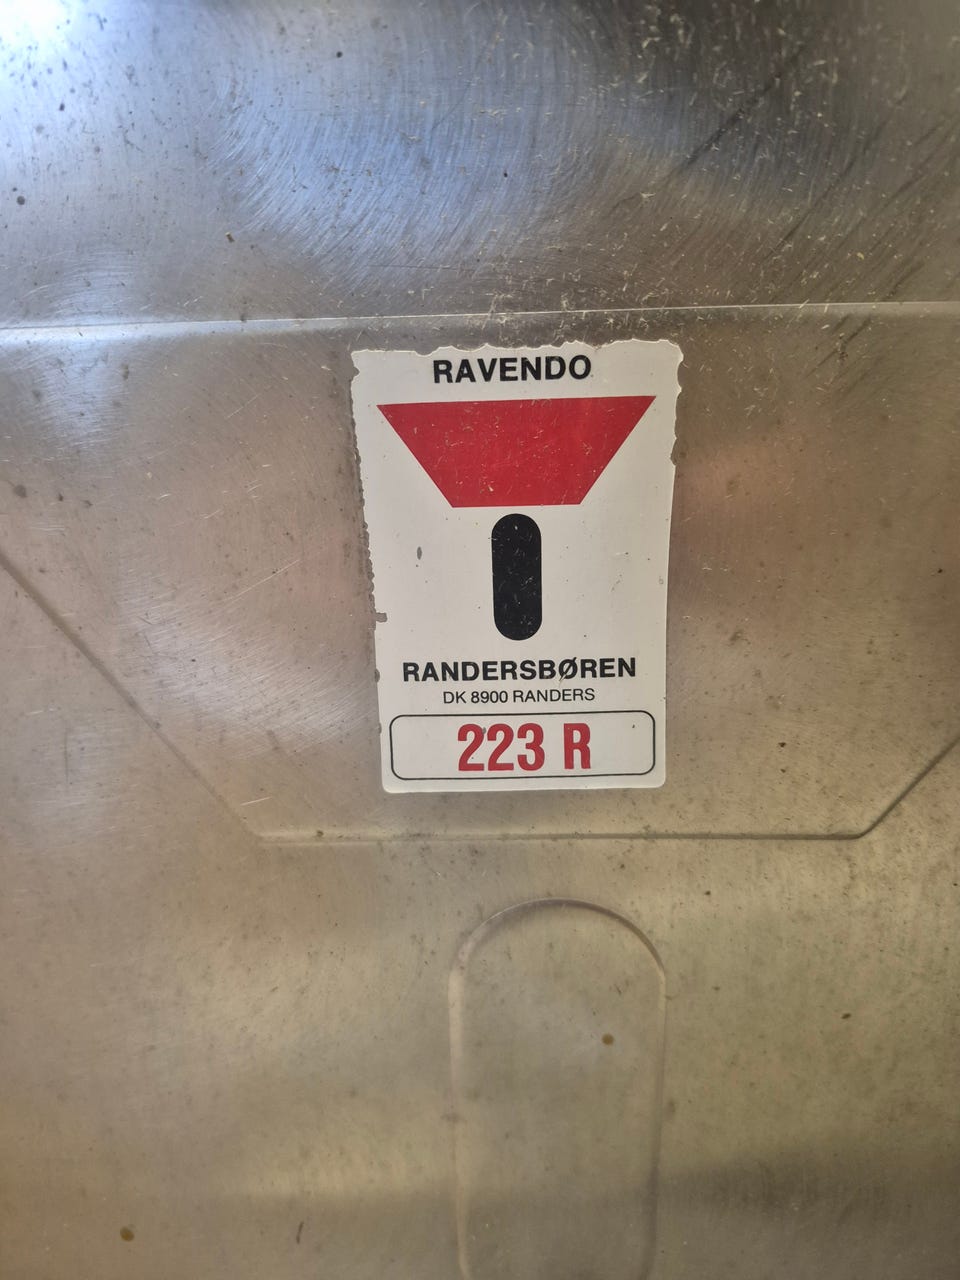 RAVENDO
RANDERSBØREN
DK 8900 RANDERS
223 R